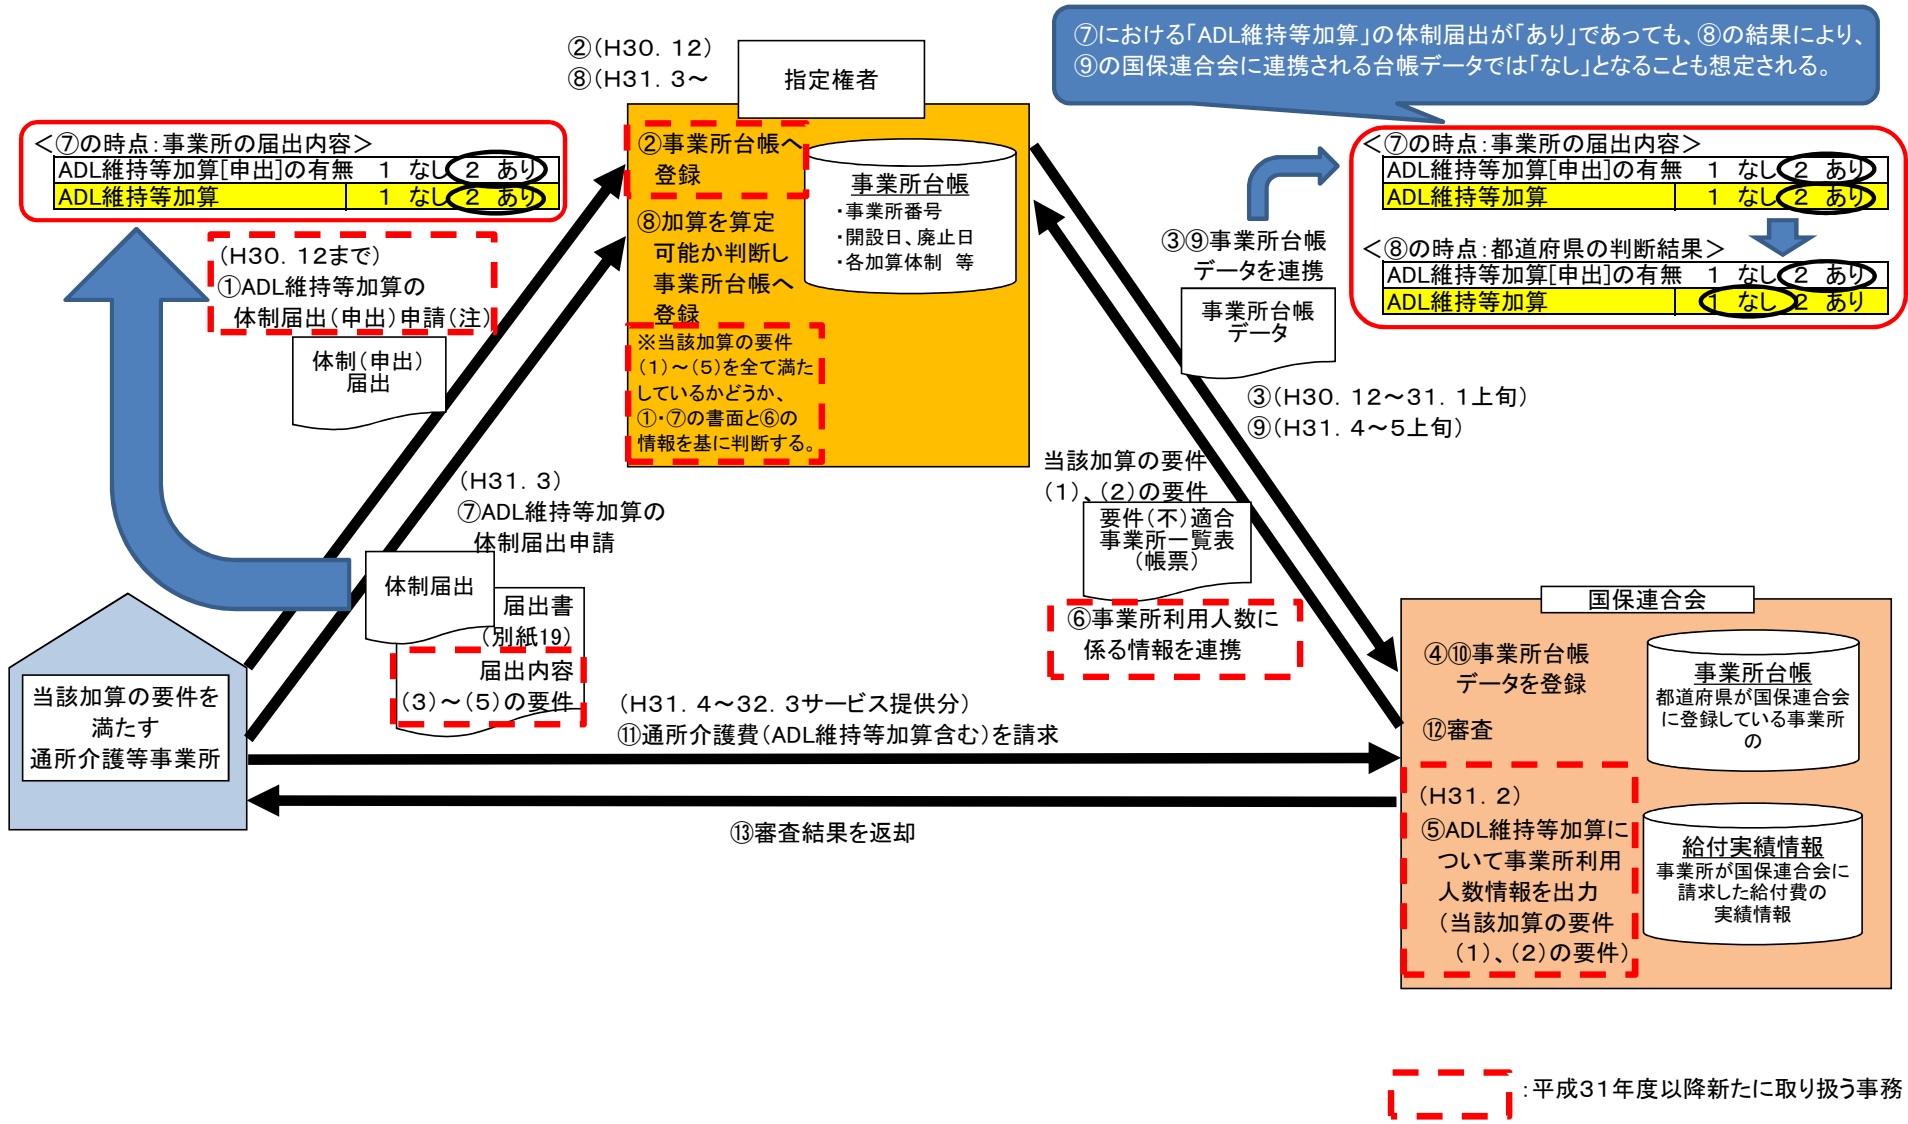 ⑦における「ADL維持等加算」の体制届出が「あり」であっても、⑧の結果により、
⑨の国保連合会に連携される台帳データでは「なし」となることも想定される。
②(H30.12)
⑧(H31.3~
指定権者
<⑦の時点:事業所の届出内容>
ADL維持等加算[申出]の有無 1 なし 2 あり
ADL維持等加算 1 なし 2 あり
(H30.12まで)
①ADL維持等加算の
体制届出(申出)申請(注)
体制(申出)
届出
②事業所台帳へ
登録
⑧加算を算定
可能か判断し
事業所台帳へ
登録
※当該加算の要件
(1)~(5)を全て満た
しているかどうか、
①・⑦の書面と⑥の
情報を基に判断する。
事業所台帳
・事業所番号
・開設日、廃止日
・各加算体制 等
③⑨事業所台帳
データを連携
事業所台帳
データ
③(H30.12~31.1上旬)
⑨(H31.4~5上旬)
<⑦の時点:事業所の届出内容>
ADL維持等加算[申出]の有無 1 なし 2 あり
ADL維持等加算 1 なし 2 あり
<⑧の時点:都道府県の判断結果>
ADL維持等加算[申出]の有無 1 なし 2 あり
ADL維持等加算 1 なし 2 あり
(H31.3)
⑦ADL維持等加算の
体制届出申請
体制届出
届出書
(別紙19)
届出内容
(3)~(5)の要件
当該加算の要件
(1)、(2)の要件
要件(不)適合
事業所一覧表
(帳票)
⑥事業所利用人数に
係る情報を連携
当該加算の要件を
満たす
通所介護等事業所
(H31.4~32.3サービス提供分)
⑪通所介護費(ADL維持等加算含む)を請求
⑬審査結果を返却
国保連合会
④⑩事業所台帳
データを登録
⑫審査
(H31.2)
⑤ADL維持等加算に
ついて事業所利用
人数情報を出力
(当該加算の要件
(1)、(2)の要件)
事業所台帳
都道府県が国保連合会
に登録している事業所
の
給付実績情報
事業所が国保連合会に
請求した給付費の
実績情報
:平成31年度以降新たに取り扱う事務